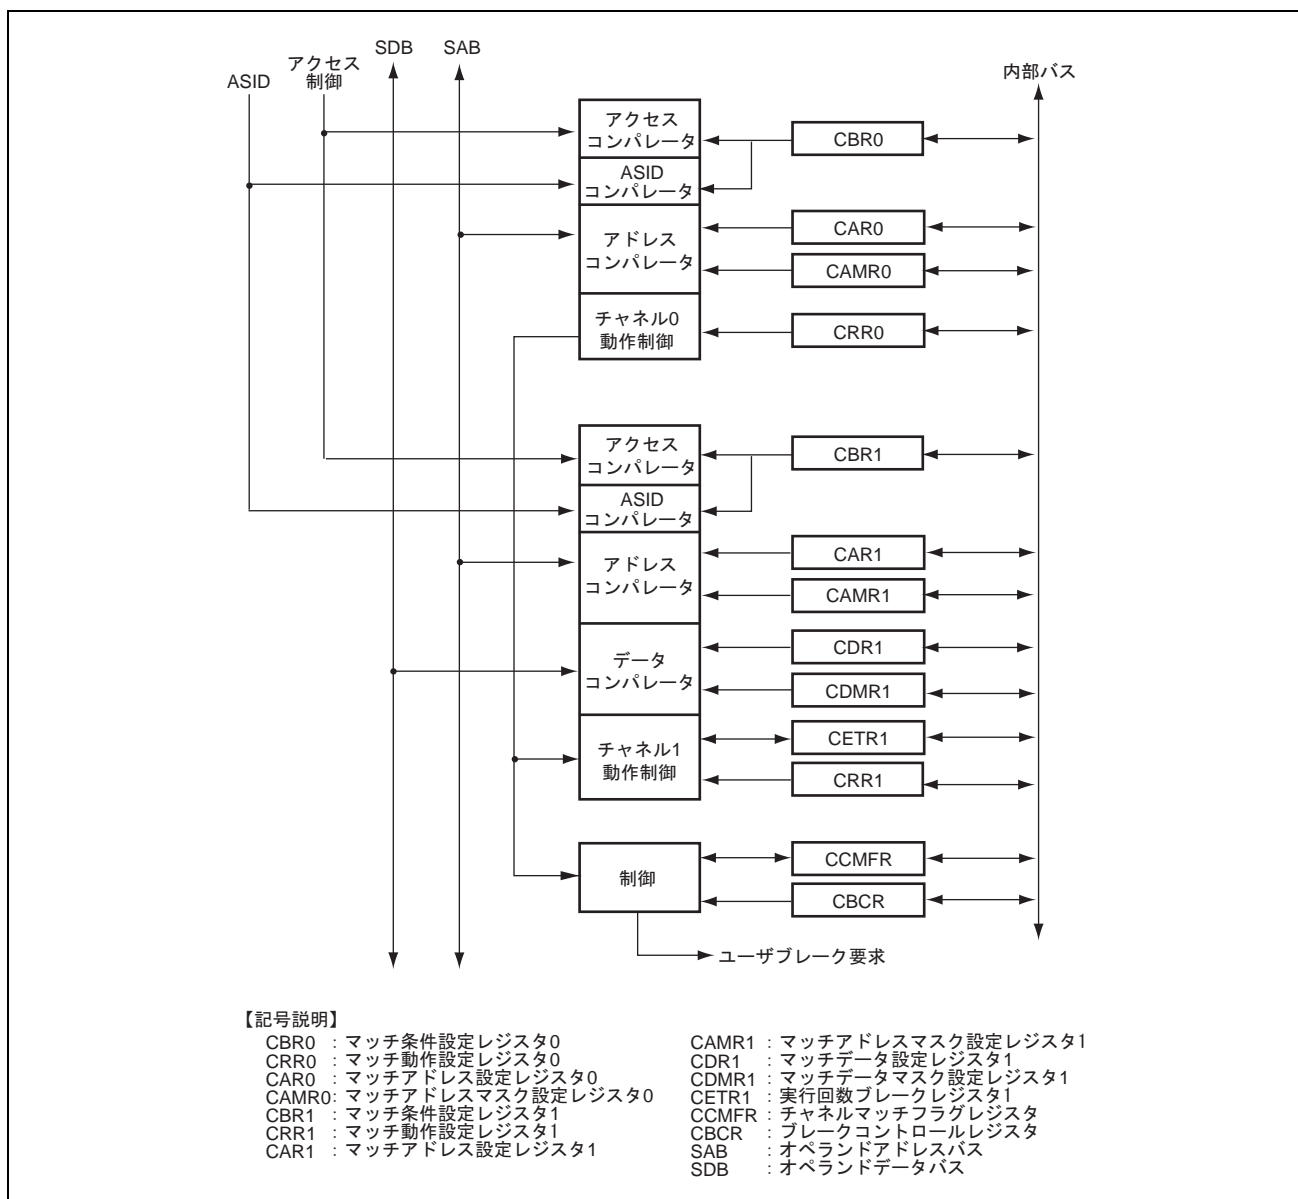 SDB
SAB
アクセス
制御
ASID
内部バス
アクセス
コンパレータ
CBR0
ASID
コンパレータ
アドレス
コンパレータ
CAR0
CAMR0
チャネル0
動作制御
CRR0
アクセス
コンパレータ
CBR1
ASID
コンパレータ
アドレス
コンパレータ
CAR1
CAMR1
データ
コンパレータ
CDR1
CDMR1
チャネル1
動作制御
CETR1
CRR1
制御
CCMFR
CBCR
ユーザブレーク要求
【記号説明】
CBR0 : マッチ条件設定レジスタ0
CRR0 : マッチ動作設定レジスタ0
CAR0 : マッチアドレス設定レジスタ0
CAMR0: マッチアドレスマスク設定レジスタ0
CBR1 : マッチ条件設定レジスタ1
CRR1 : マッチ動作設定レジスタ1
CAR1 : マッチアドレス設定レジスタ1
CAMR1 : マッチアドレスマスク設定レジスタ1
CDR1 : マッチデータ設定レジスタ1
CDMR1 : マッチデータマスク設定レジスタ1
CETR1 : 実行回数ブレークレジスタ1
CCMFR : チャネルマッチフラグレジスタ
CBCR : ブレークコントロールレジスタ
SAB : オペランドアドレスバス
SDB : オペランドデータバス